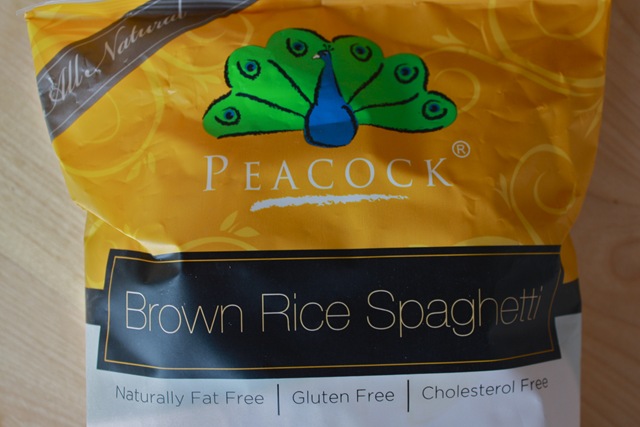 All Natural
PEACOCK®
Brown Rice Spaghetti
Naturally Fat Free | Gluten Free | Cholesterol Free